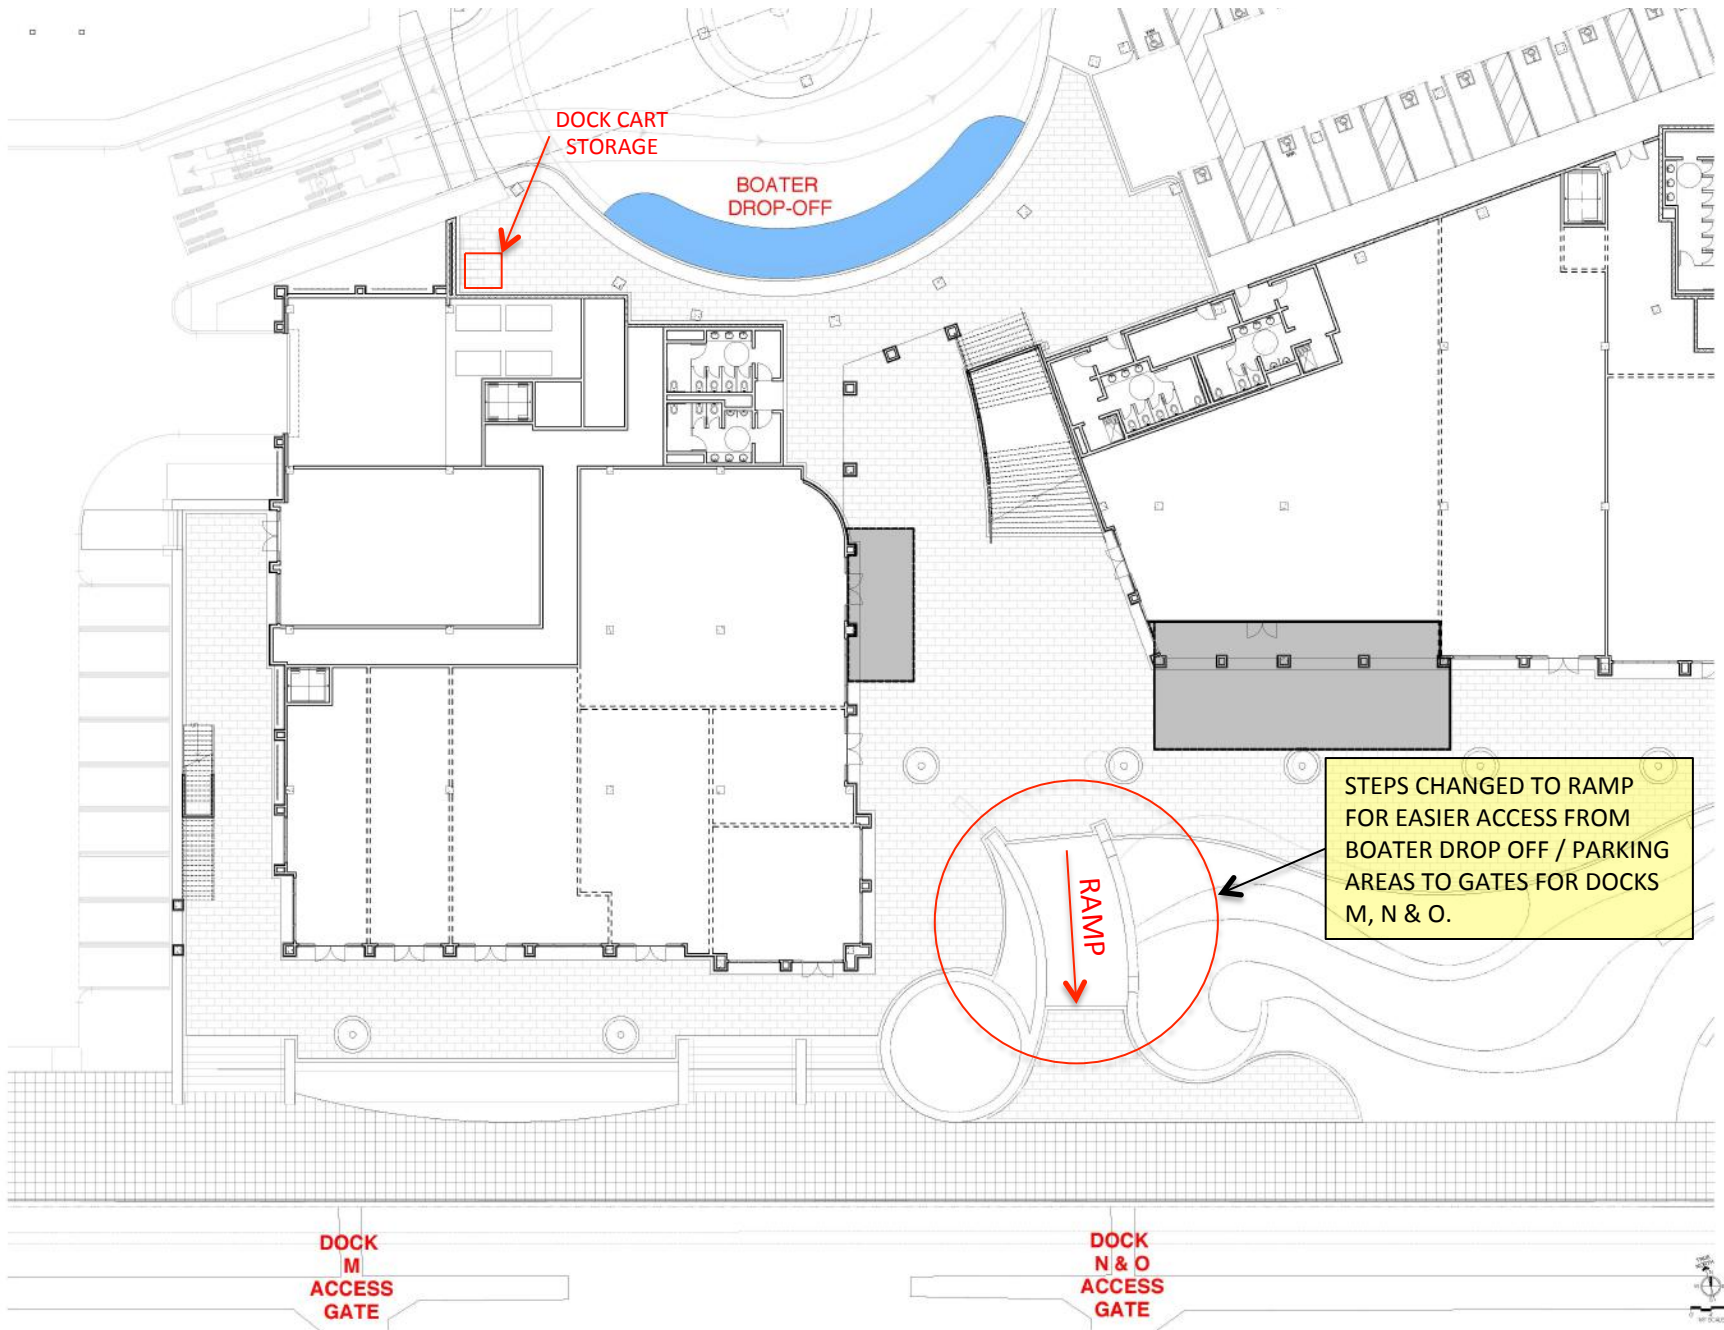 DOCK CART
STORAGE
BOATER
DROP-OFF
STEPS CHANGED TO RAMP
FOR EASIER ACCESS FROM
BOATER DROP OFF / PARKING
AREAS TO GATES FOR DOCKS
M, N & O.
RAMP
DOCK
M
ACCESS
GATE
DOCK
N & O
ACCESS
GATE